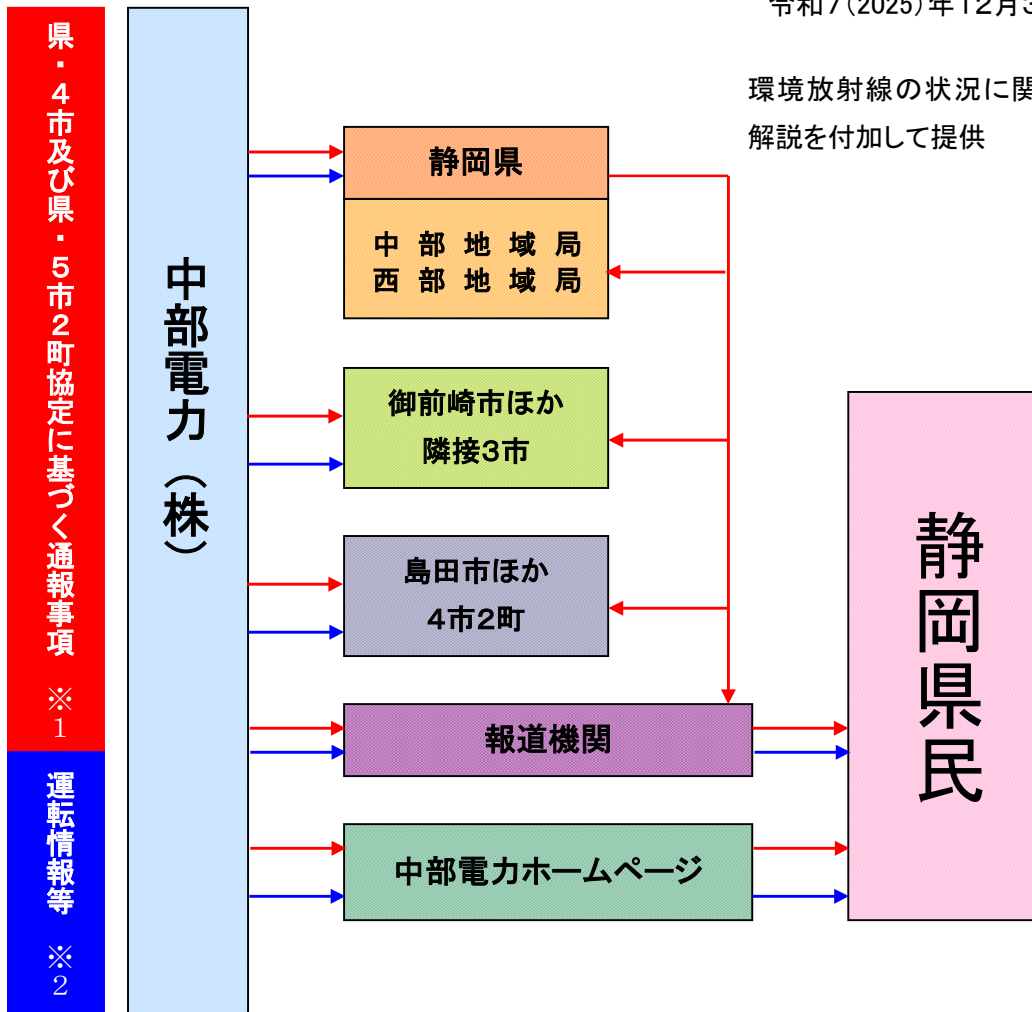 令和7(2025)年12月3
環境放射線の状況に関
解説を付加して提供
県・4市及び県・5市2町協定に基づく通報事項 ※1
運転情報等 ※2
中部電力(株)
静岡県
中部地域局
西部地域局
御前崎市ほか
隣接3市
島田市ほか
4市2町
報道機関
中部電力ホームページ
静岡県民